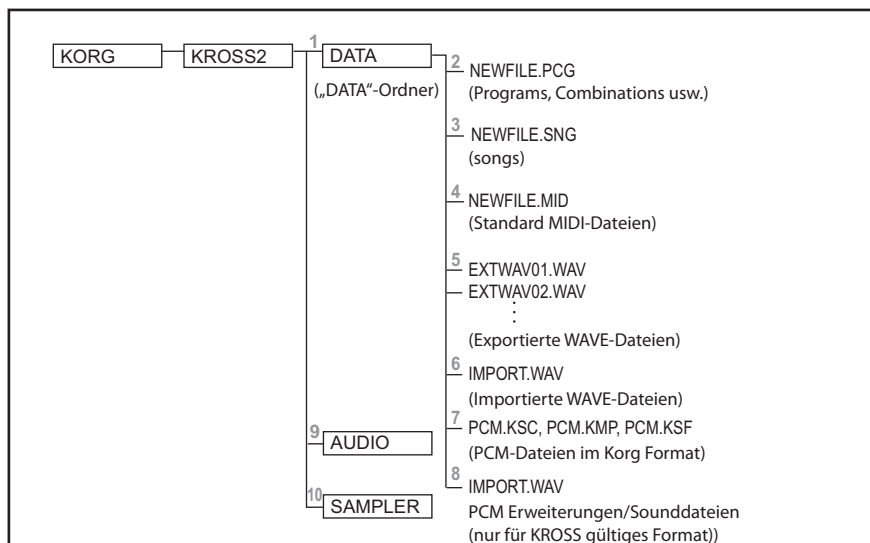 KORG
KROSS2
1
DATA
(„DATA“-Ordner)
2
NEWFILE.PCG
(Programs, Combinations usw.)
3
NEWFILE.SNG
(songs)
4
NEWFILE.MID
(Standard MIDI-Dateien)
5
EXTWAV01.WAV
EXTWAV02.WAV
(Exportierte WAVE-Dateien)
6
IMPORT.WAV
(Importierte WAVE-Dateien)
7
PCM.KSC, PCM.KMP, PCM.KSF
(PCM-Dateien im Korg Format)
8
IMPORT.WAV
PCM Erweiterungen/Sounddateien
(nur für KROSS gültiges Format))
9
AUDIO
10
SAMPLER